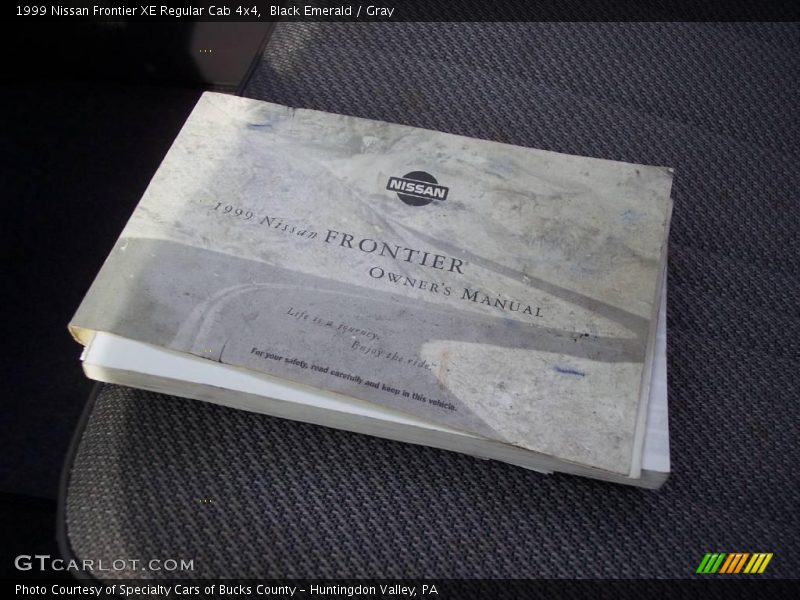 1999 Nissan Frontier XE Regular Cab 4x4,  Black Emerald / Gray
NISSAN
1999 Nissan FRONTIER
OWNER'S MANUAL
Life is a journey.
Enjoy the ride.
For your safety, read carefully and keep in this vehicle.
GTCARLOT.COM
Photo Courtesy of Specialty Cars of Bucks County – Huntingdon Valley, PA